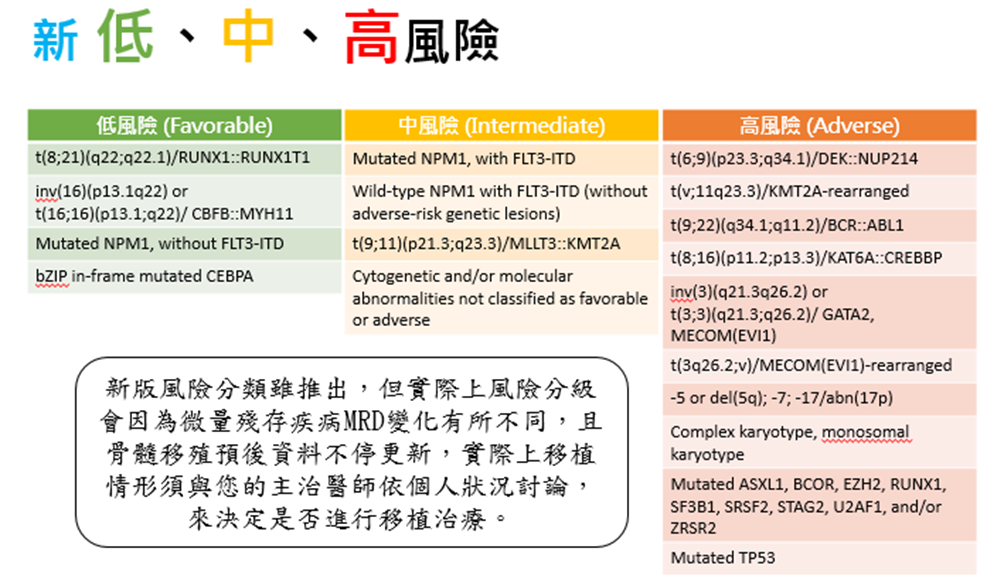 新 低、中、高風險
低風險 (Favorable)
t(8;21)(q22;q22.1)/RUNX1::RUNX1T1
inv(16)(p13.1q22) or
t(16;16)(p13.1;q22)/ CBFB::MYH11
Mutated NPM1, without FLT3-ITD
bZIP in-frame mutated CEBPA
中風險 (Intermediate)
Mutated NPM1, with FLT3-ITD
Wild-type NPM1 with FLT3-ITD (without
adverse-risk genetic lesions)
t(9;11)(p21.3;q23.3)/MLLT3::KMT2A
Cytogenetic and/or molecular
abnormalities not classified as favorable
or adverse
高風險 (Adverse)
t(6;9)(p23.3;q34.1)/DEK::NUP214
t(v;11q23.3)/KMT2A-rearranged
t(9;22)(q34.1;q11.2)/BCR::ABL1
t(8;16)(p11.2;p13.3)/KAT6A::CREBBP
inv(3)(q21.3q26.2) or
t(3;3)(q21.3;q26.2)/ GATA2,
MECOM(EVI1)
t(3q26.2;v)/MECOM(EVI1)-rearranged
-5 or del(5q); -7; -17/abn(17p)
Complex karyotype, monosomal
karyotype
Mutated ASXL1, BCOR, EZH2, RUNX1,
SF3B1, SRSF2, STAG2, U2AF1, and/or
ZRSR2
Mutated TP53
新版風險分類雖推出，但實際上風險分級
會因為微量殘存疾病MRD變化有所不同，且
骨髓移殖預後資料不停更新，實際上移植
情形須與您的主治醫師依個人狀況討論，
來決定是否進行移植治療。